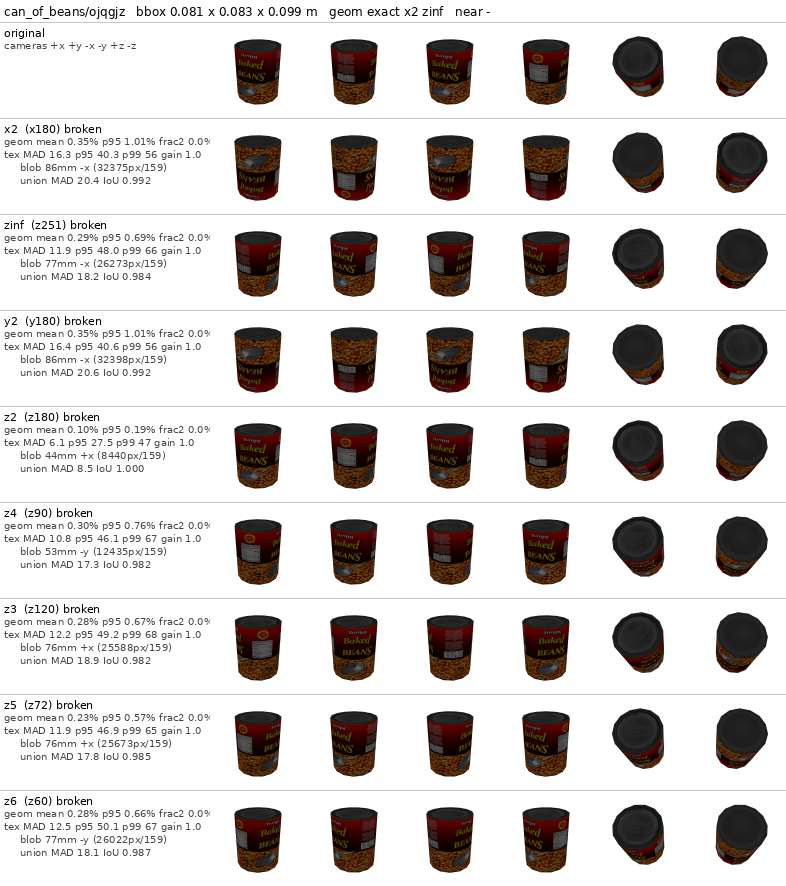 can_of_beans/ojqgjz bbox 0.081 x 0.083 x 0.099 m geom exact x2 zinf near -
original
cameras +x +y -x -y +z -z
Baked
BEANS
Baked
BEANS
x2 (x180) broken
geom mean 0.35% p95 1.01% frac2 0.0%
tex MAD 16.3 p95 40.3 p99 56 gain 1.0
blob 86mm -x (32375px/159)
union MAD 20.4 IoU 0.992
zinf (z251) broken
geom mean 0.29% p95 0.69% frac2 0.0%
tex MAD 11.9 p95 48.0 p99 66 gain 1.0
blob 77mm -x (26273px/159)
union MAD 18.2 IoU 0.984
y2 (y180) broken
geom mean 0.35% p95 1.01% frac2 0.0%
tex MAD 16.4 p95 40.6 p99 56 gain 1.0
blob 86mm -x (32398px/159)
union MAD 20.6 IoU 0.992
z2 (z180) broken
geom mean 0.10% p95 0.19% frac2 0.0%
tex MAD 6.1 p95 27.5 p99 47 gain 1.0
blob 44mm +x (8440px/159)
union MAD 8.5 IoU 1.000
Baked
BEANS
Baked
BEANS
z4 (z90) broken
geom mean 0.30% p95 0.76% frac2 0.0%
tex MAD 10.8 p95 46.1 p99 67 gain 1.0
blob 53mm -y (12435px/159)
union MAD 17.3 IoU 0.982
Baked
BEANS
Baked
BEANS
z3 (z120) broken
geom mean 0.28% p95 0.67% frac2 0.0%
tex MAD 12.2 p95 49.2 p99 68 gain 1.0
blob 76mm +x (25588px/159)
union MAD 18.9 IoU 0.982
Baked
BEANS
Baked
BEANS
z5 (z72) broken
geom mean 0.23% p95 0.57% frac2 0.0%
tex MAD 11.9 p95 46.9 p99 65 gain 1.0
blob 76mm +x (25673px/159)
union MAD 17.8 IoU 0.985
z6 (z60) broken
geom mean 0.28% p95 0.66% frac2 0.0%
tex MAD 12.5 p95 50.1 p99 67 gain 1.0
blob 77mm -y (26022px/159)
union MAD 18.1 IoU 0.987